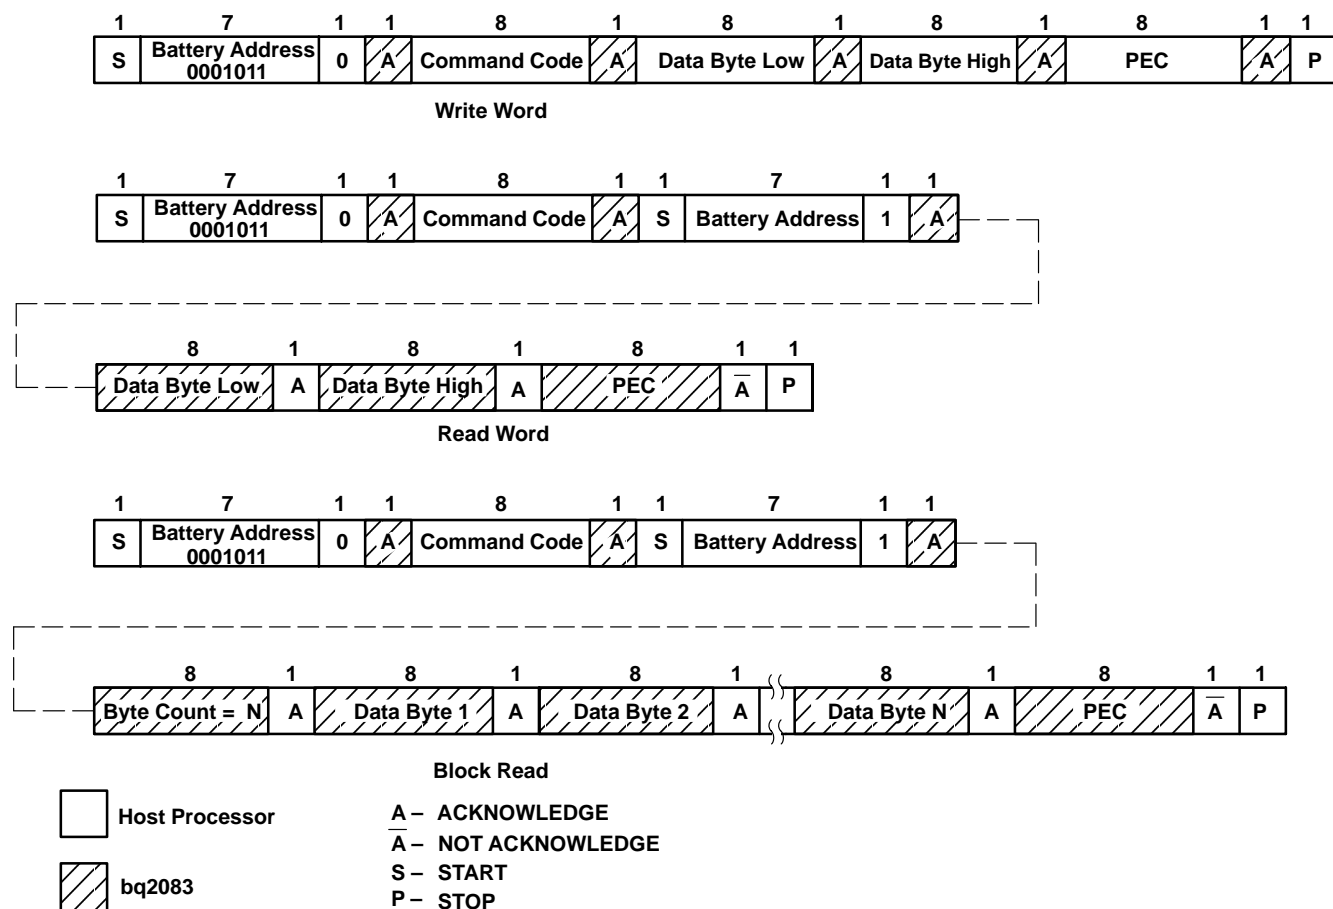 1 7 1 1 8 1 8 1 8 1 8 1 1
S Battery Address 0001011 0 A Command Code A Data Byte Low A Data Byte High A PEC A P
Write Word
1 7 1 1 8 1 1 7 1 1
S Battery Address 0001011 0 A Command Code A S Battery Address 1 A
8 1 8 1 8 1 1
Data Byte Low A Data Byte High A PEC A̅ P
Read Word
1 7 1 1 8 1 1 7 1 1
S Battery Address 0001011 0 A Command Code A S Battery Address 1 A
8 1 8 1 8 1 8 1 8 1 1
Byte Count = N A Data Byte 1 A Data Byte 2 A Data Byte N A PEC A̅ P
Block Read
Host Processor
bq2083
A – ACKNOWLEDGE
A̅ – NOT ACKNOWLEDGE
S – START
P – STOP